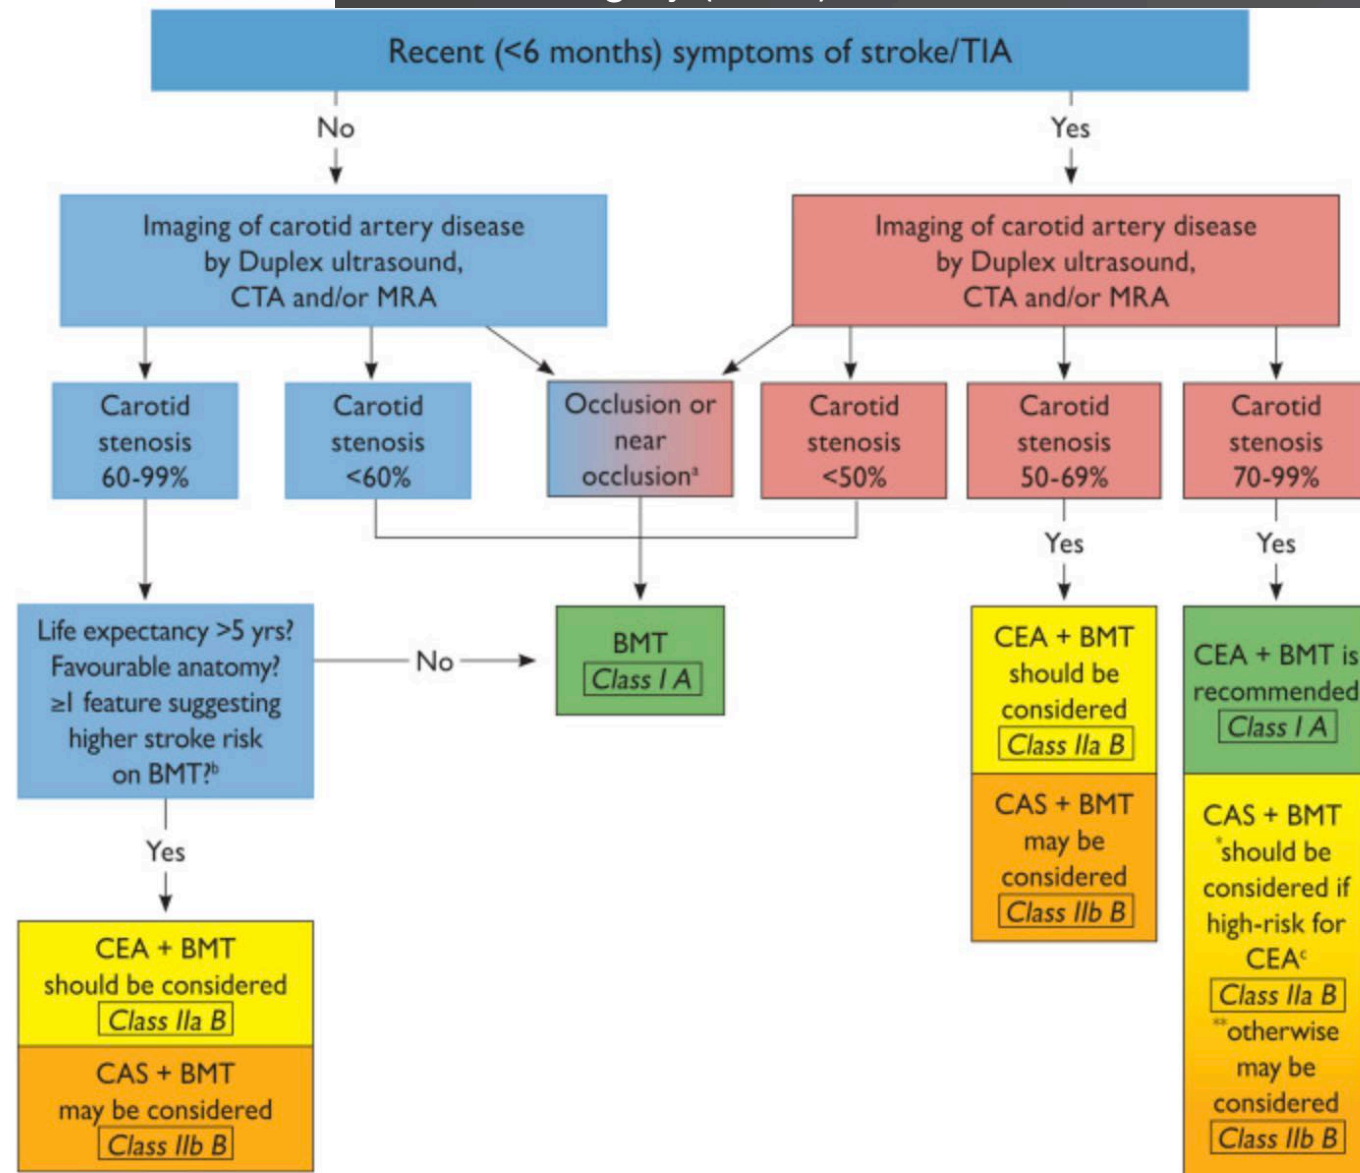 Recent (<6 months) symptoms of stroke/TIA
No
Yes
Imaging of carotid artery disease
by Duplex ultrasound,
CTA and/or MRA
Imaging of carotid artery disease
by Duplex ultrasound,
CTA and/or MRA
Carotid
stenosis
60-99%
Carotid
stenosis
<60%
Occlusion or
near
occlusionᵃ
Carotid
stenosis
<50%
Carotid
stenosis
50-69%
Carotid
stenosis
70-99%
Yes
Yes
Life expectancy >5 yrs?
Favourable anatomy?
≥1 feature suggesting
higher stroke risk
on BMT?ᵇ
No
BMT
Class I A
CEA + BMT
should be
considered
Class IIa B
CAS + BMT
may be
considered
Class IIb B
CEA + BMT is
recommended
Class I A
CAS + BMT
*should be
considered if
high-risk for
CEAᶜ
Class IIa B
**otherwise
may be
considered
Class IIb B
Yes
CEA + BMT
should be considered
Class IIa B
CAS + BMT
may be considered
Class IIb B